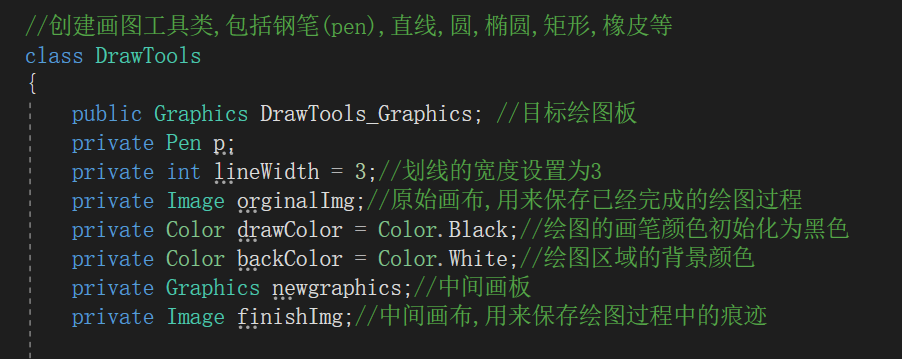 //创建画图工具类,包括钢笔(pen),直线,圆,椭圆,矩形,橡皮等
class DrawTools
{
public Graphics DrawTools_Graphics; //目标绘图板
private Pen p;
private int lineWidth = 3;//划线的宽度设置为3
private Image orginalImg;//原始画布,用来保存已经完成的绘图过程
private Color drawColor = Color.Black;//绘图的画笔颜色初始化为黑色
private Color backColor = Color.White;//绘图区域的背景颜色
private Graphics newgraphics;//中间画板
private Image finishImg;//中间画布,用来保存绘图过程中的痕迹